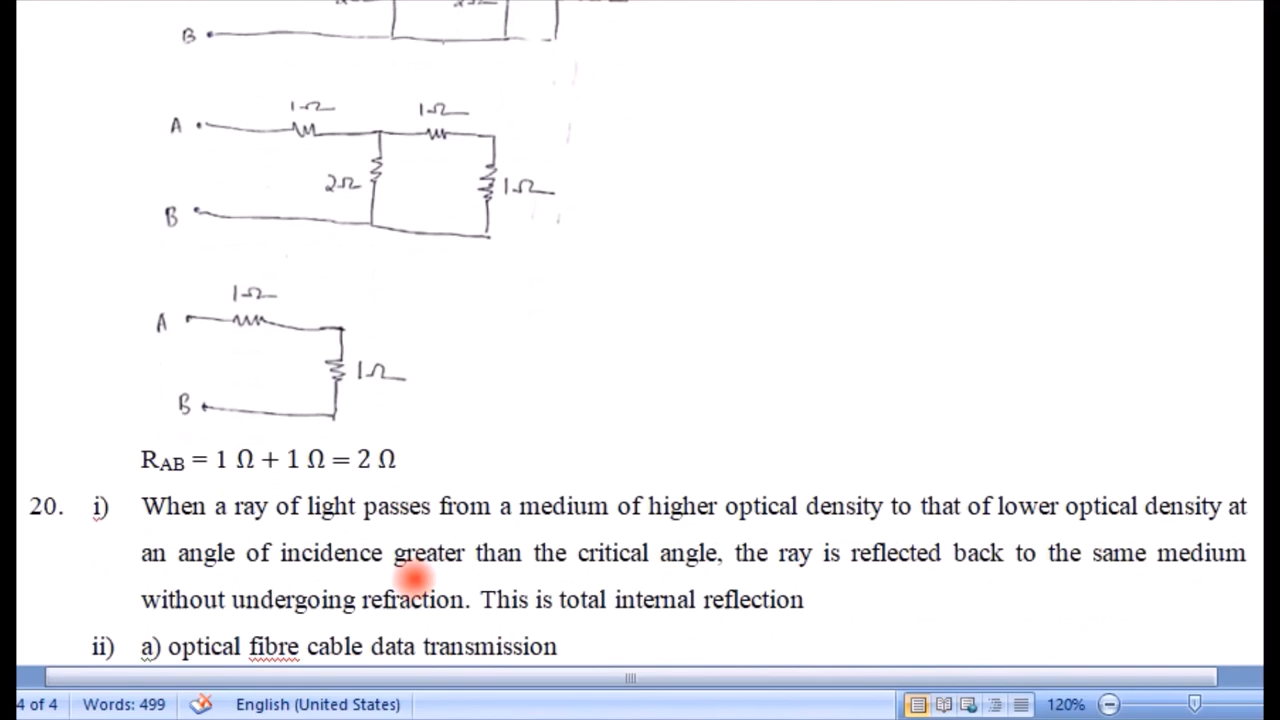 B
A 1Ω 1Ω
2Ω 1Ω
B
1Ω
A
1Ω
B
RAB = 1 Ω + 1 Ω = 2 Ω
20. i) When a ray of light passes from a medium of higher optical density to that of lower optical density at
an angle of incidence greater than the critical angle, the ray is reflected back to the same medium
without undergoing refraction. This is total internal reflection
ii) a) optical fibre cable data transmission
4 of 4 Words: 499 English (United States) 120%